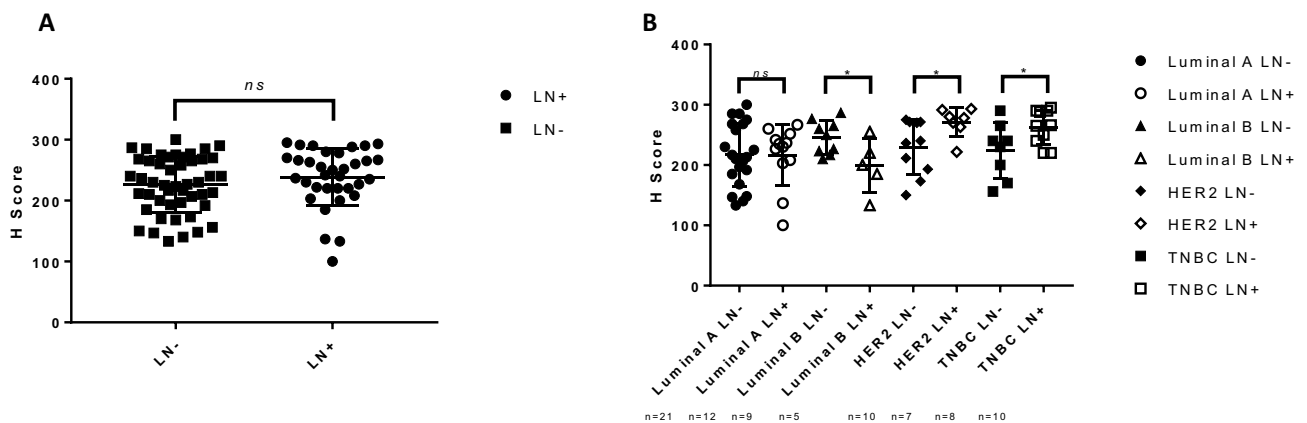 A
H Score
400
300
200
100
0
ns
LN-
LN+
LN+
LN-
B
H Score
400
300
200
100
0
ns
*
*
*
Luminal A LN-
Luminal A LN+
Luminal B LN-
Luminal B LN+
HER2 LN-
HER2 LN+
TNBC LN-
TNBC LN+
n=21 n=12 n=9 n=5 n=10 n=7 n=8 n=10
Luminal A LN-
Luminal A LN+
Luminal B LN-
Luminal B LN+
HER2 LN-
HER2 LN+
TNBC LN-
TNBC LN+